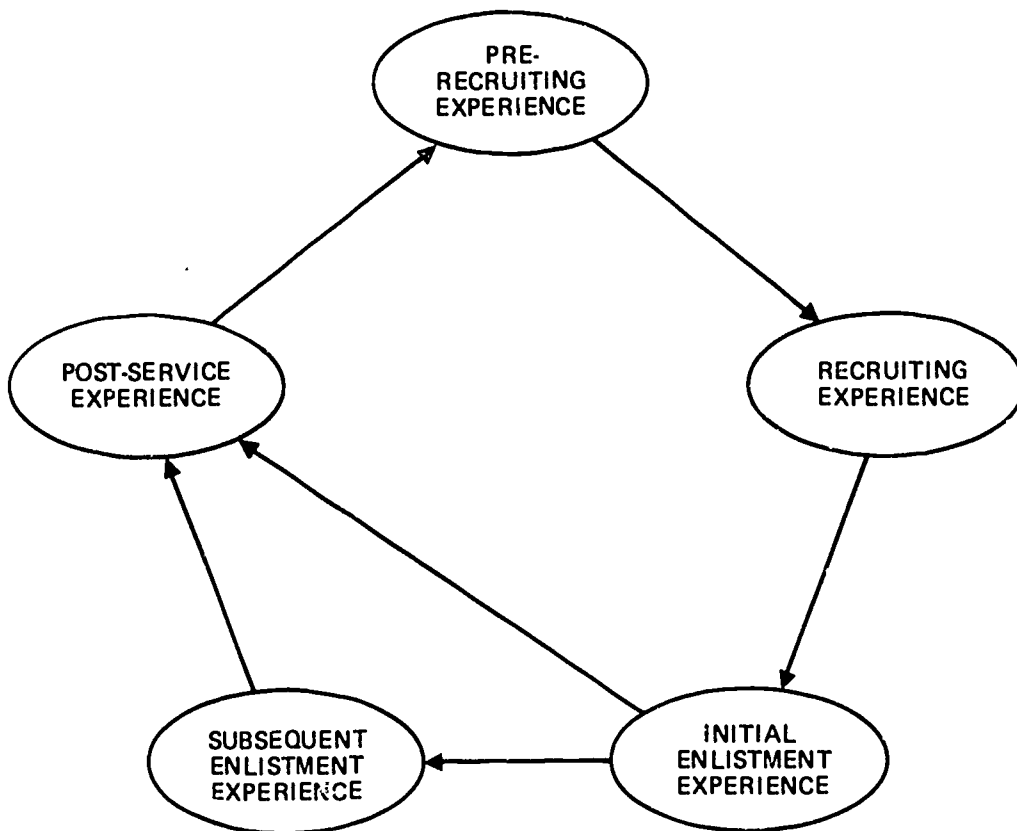 PRE-
RECRUITING
EXPERIENCE
POST-SERVICE
EXPERIENCE
RECRUITING
EXPERIENCE
SUBSEQUENT
ENLISTMENT
EXPERIENCE
INITIAL
ENLISTMENT
EXPERIENCE